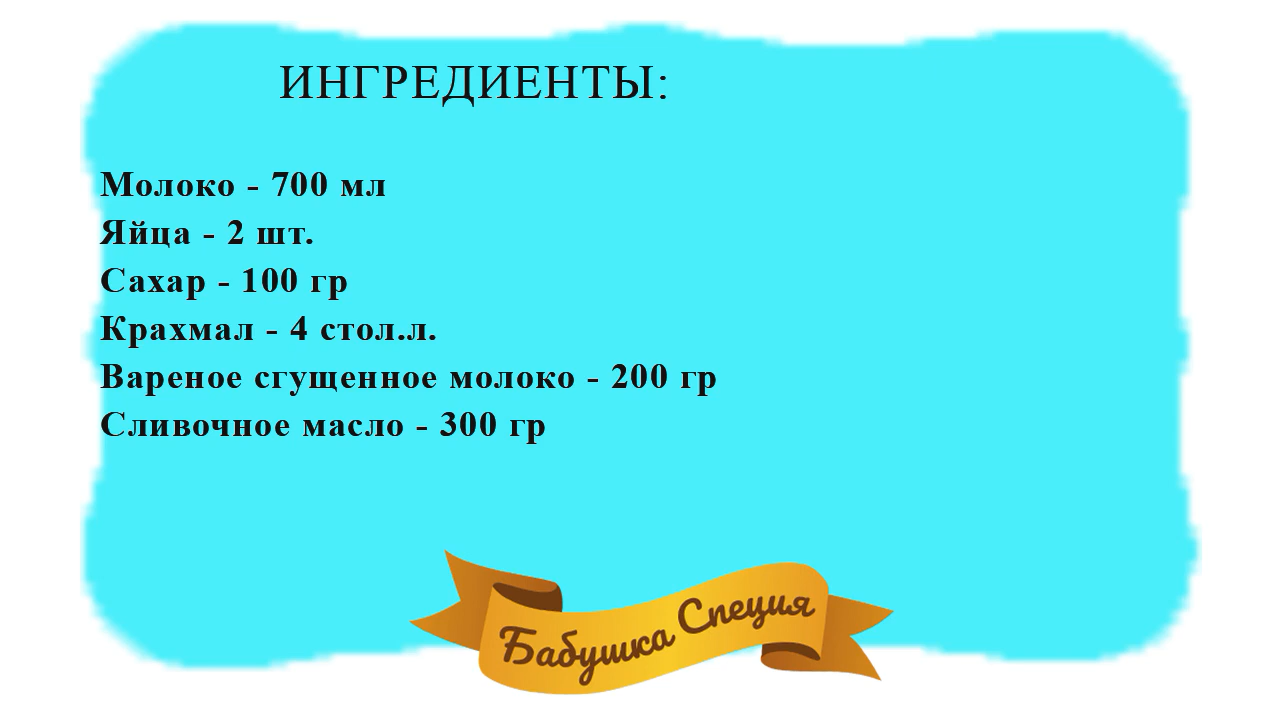 ИНГРЕДИЕНТЫ:
Молоко - 700 мл
Яйца - 2 шт.
Сахар - 100 гр
Крахмал - 4 стол.л.
Вареное сгущенное молоко - 200 гр
Сливочное масло - 300 гр
Бабушка Специя